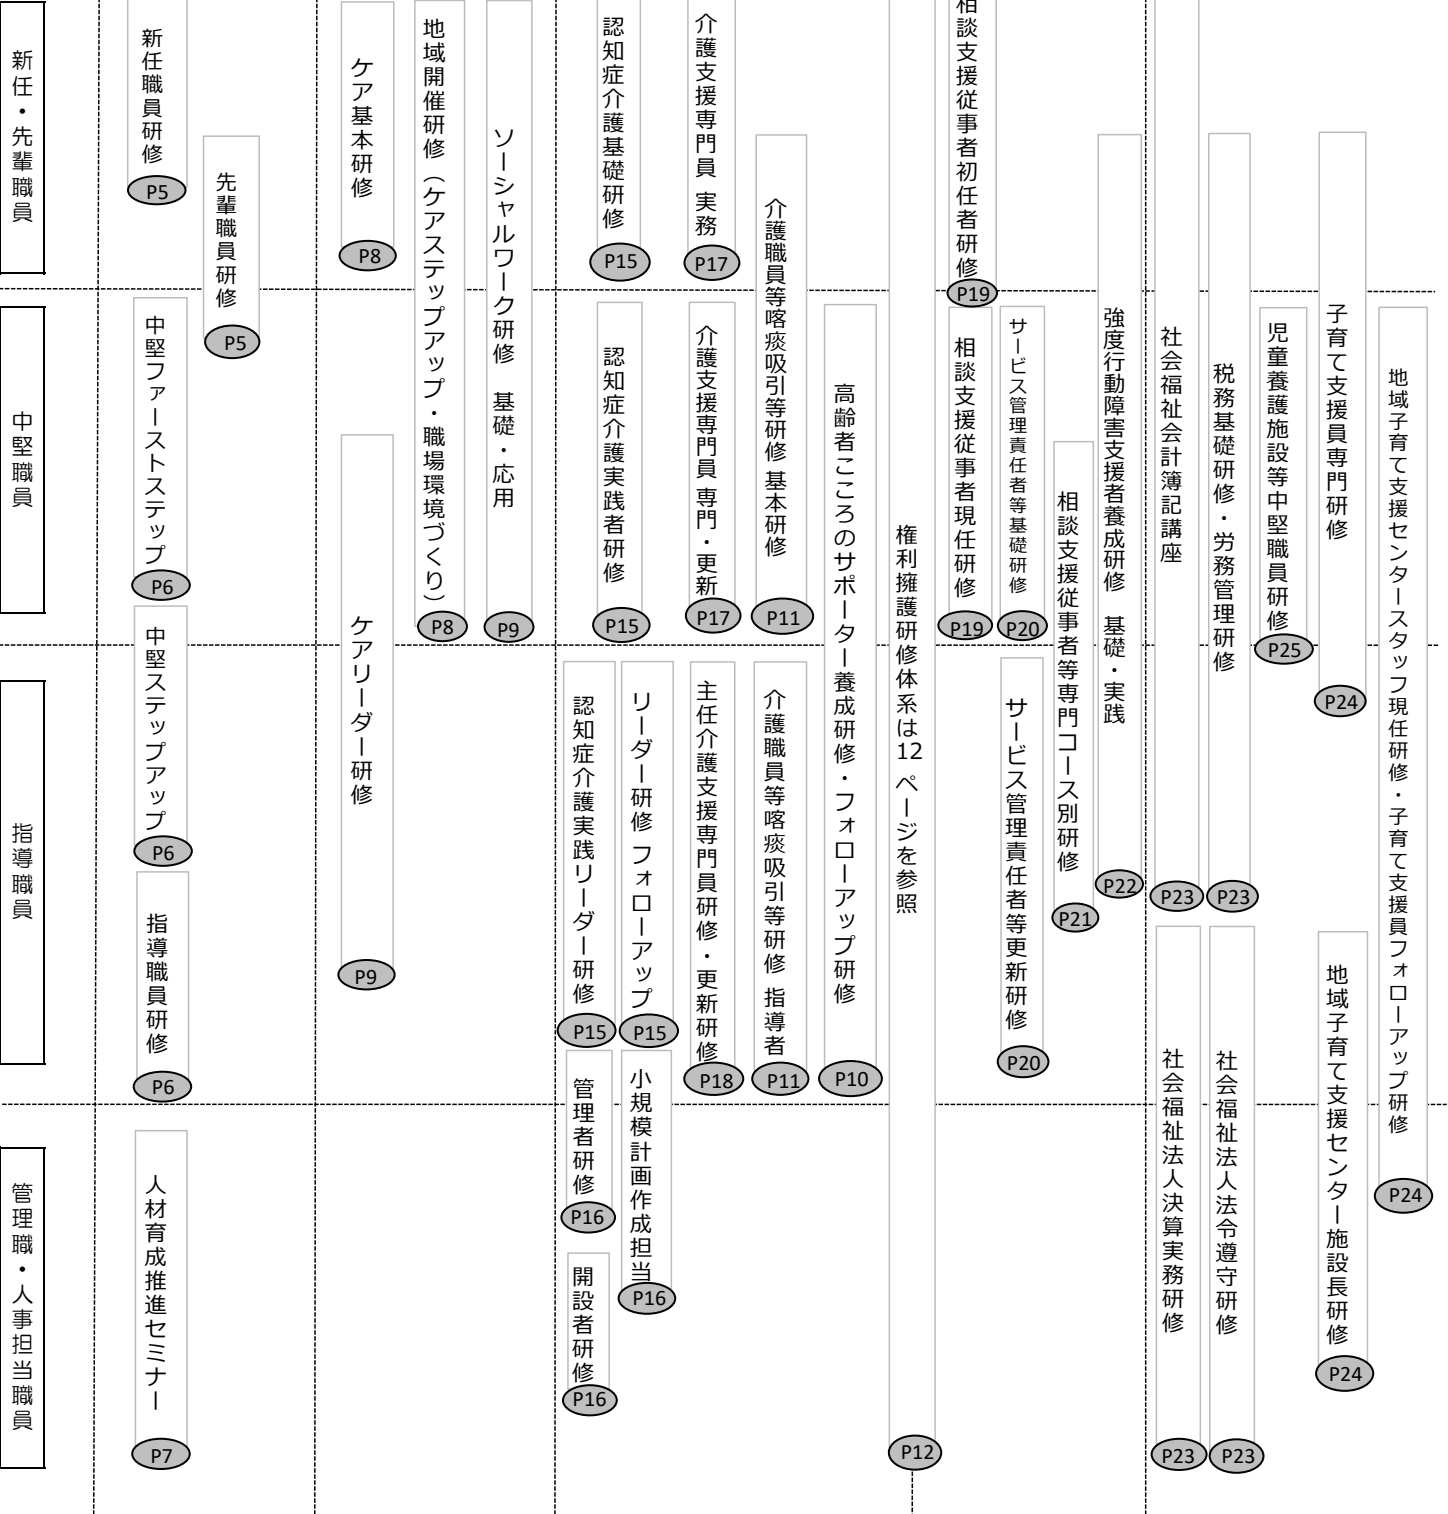 新任・先輩職員
中堅職員
指導職員
管理職・人事担当職員
新任職員研修
P5
先輩職員研修
P5
中堅ファーストステップ
P6
中堅ステップアップ
P6
指導職員研修
P6
人材育成推進セミナー
P7
ケア基本研修
P8
ケアリーダー研修
P9
地域開催研修（ケアステップアップ・職場環境づくり）
P8
ソーシャルワーク研修　基礎・応用
P9
認知症介護基礎研修
P15
認知症介護実践者研修
P15
認知症介護実践リーダー研修
P15
リーダー研修 フォローアップ
P15
管理者研修
P16
小規模計画作成担当
P16
開設者研修
P16
介護支援専門員 実務
P17
介護支援専門員 専門・更新
P17
主任介護支援専門員研修・更新研修
P18
介護職員等喀痰吸引等研修 基本研修
P11
介護職員等喀痰吸引等研修 指導者
P11
高齢者こころのサポーター養成研修・フォローアップ研修
P10
権利擁護研修体系は12ページを参照
P12
相談支援従事者初任者研修
P19
相談支援従事者現任研修
P19
サービス管理責任者等基礎研修
P20
サービス管理責任者等更新研修
P20
相談支援従事者等専門コース別研修
P21
強度行動障害支援者養成研修　基礎・実践
P22
社会福祉会計簿記講座
P23
税務基礎研修・労務管理研修
P23
社会福祉法人決算実務研修
P23
社会福祉法人法令遵守研修
P23
児童養護施設等中堅職員研修
P25
子育て支援員専門研修
P24
地域子育て支援センター施設長研修
P24
地域子育て支援センタースタッフ現任研修・子育て支援員フォローアップ研修
P24